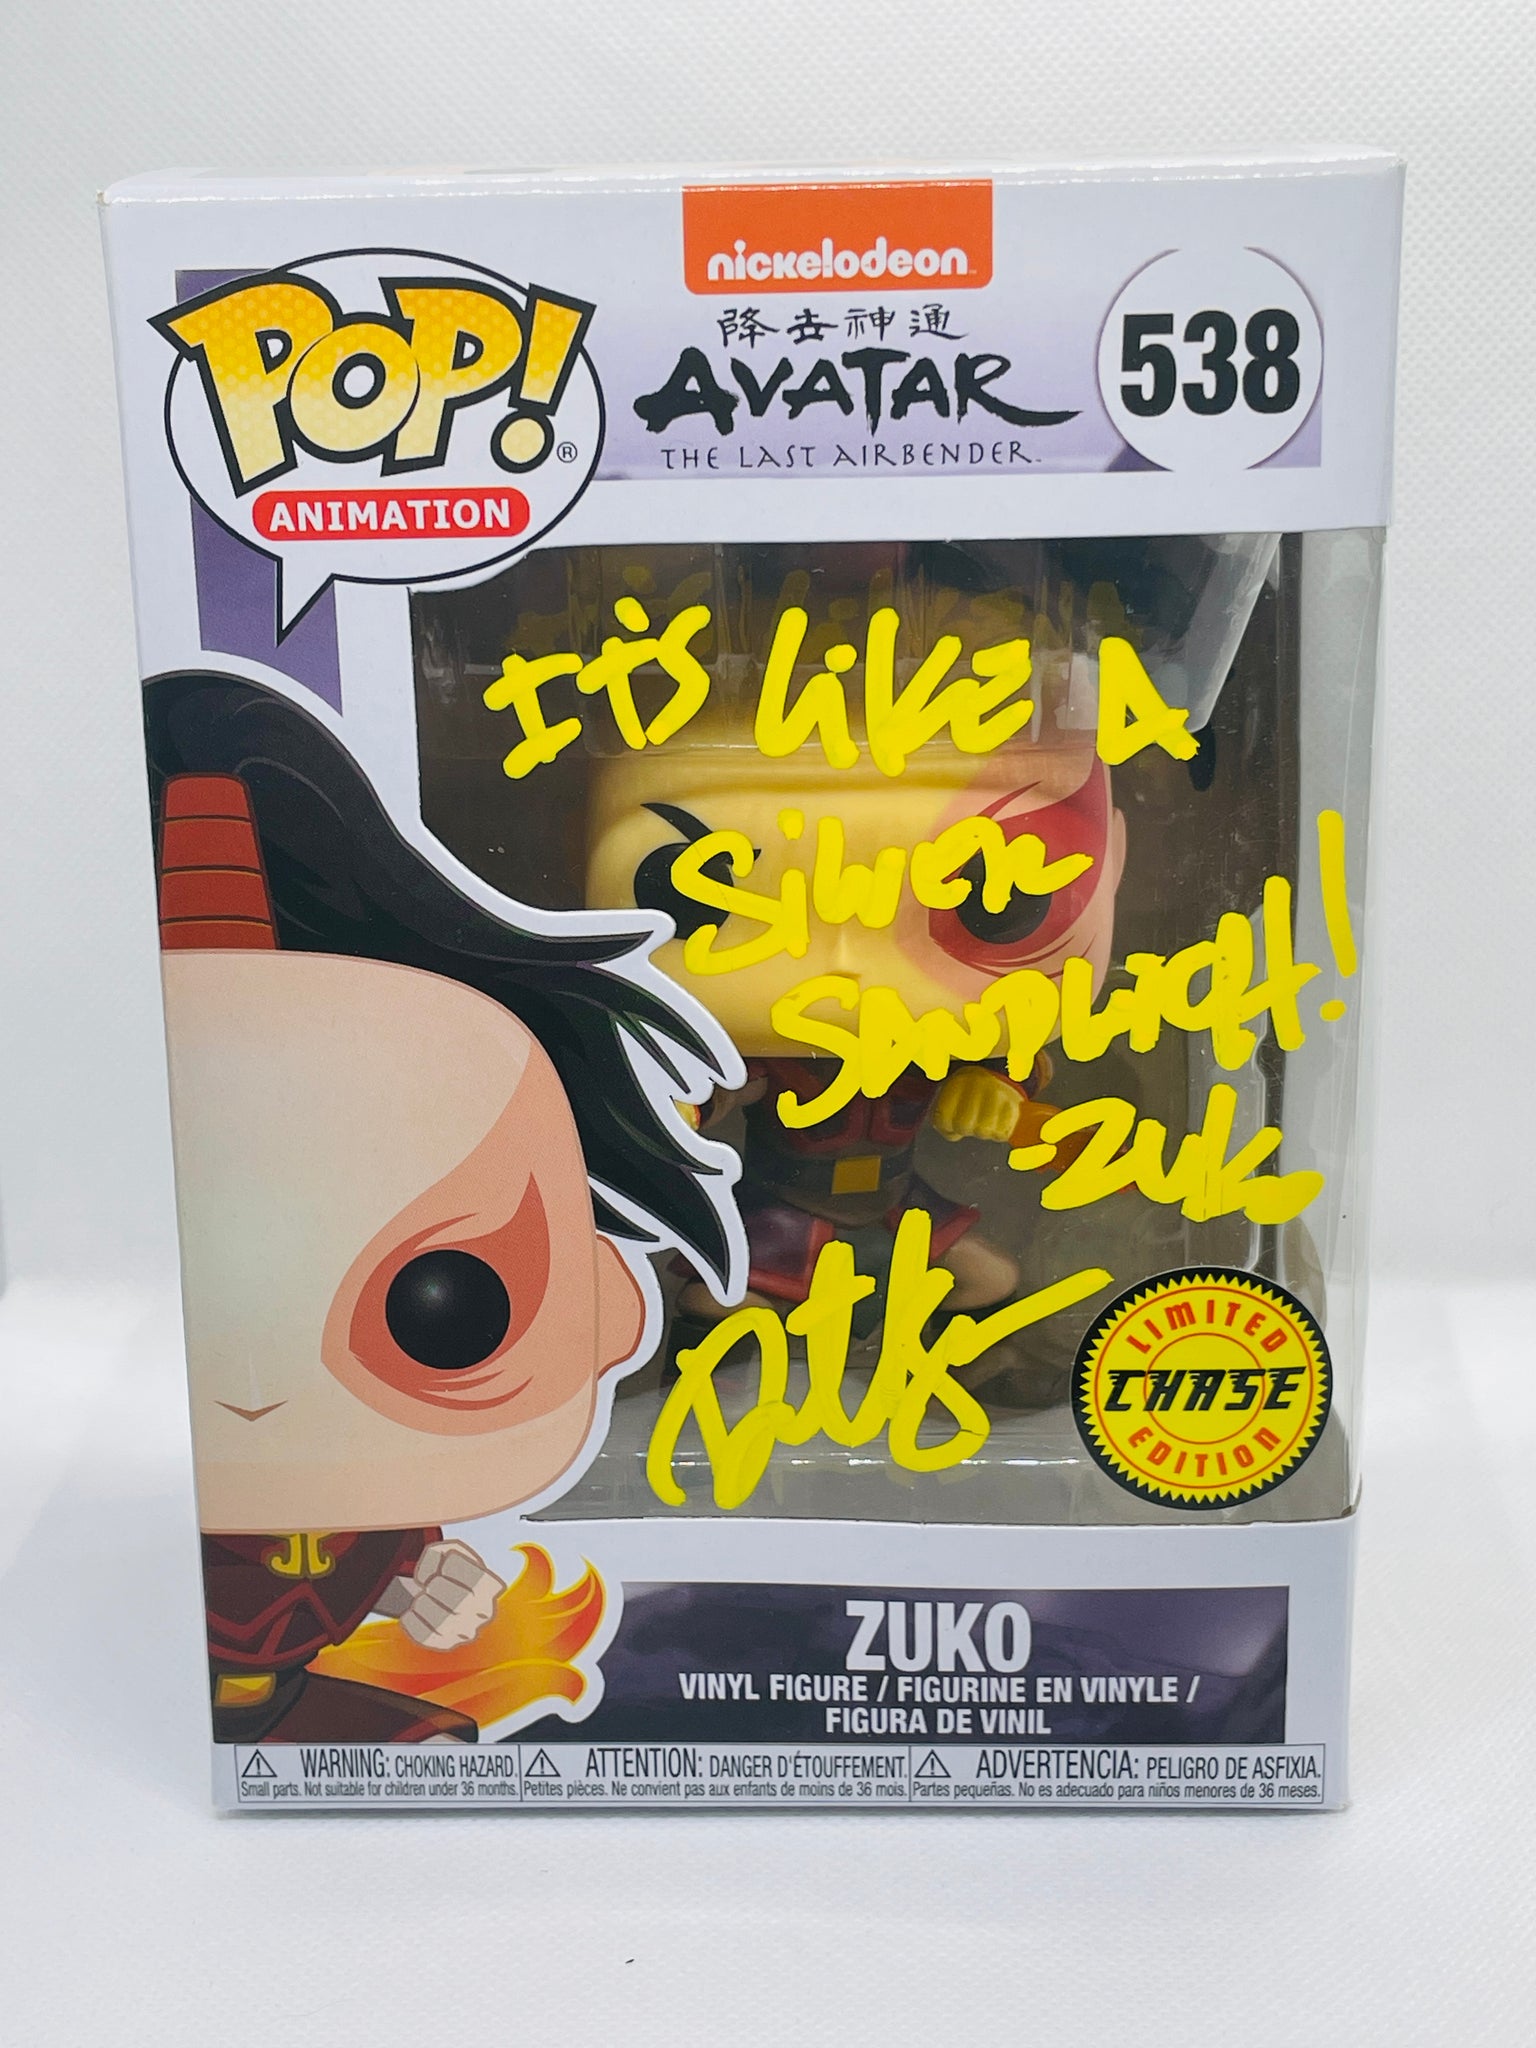 nickelodeon
POP!®
ANIMATION
降卋神通
AVATAR
THE LAST AIRBENDER
538
IT'S LIKE A
SiLVER
SANDWICH!
-ZUKO
LIMITED
CHASE
EDITION
ZUKO
VINYL FIGURE / FIGURINE EN VINYLE /
FIGURA DE VINIL
WARNING: CHOKING HAZARD.
Small parts. Not suitable for children under 36 months.
ATTENTION: DANGER D'ÉTOUFFEMENT.
Petites pièces. Ne convient pas aux enfants de moins de 36 mois.
ADVERTENCIA: PELIGRO DE ASFIXIA.
Partes pequeñas. No es adecuado para niños menores de 36 meses.